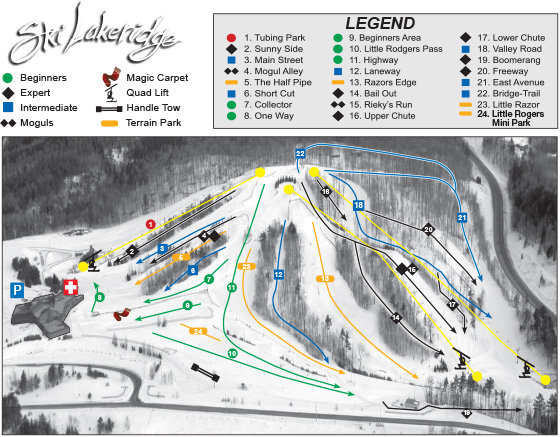 Ski Lakeridge
Beginners
Expert
Intermediate
Moguls
Magic Carpet
Quad Lift
Handle Tow
Terrain Park
LEGEND
1. Tubing Park
2. Sunny Side
3. Main Street
4. Mogul Alley
5. The Half Pipe
6. Short Cut
7. Collector
8. One Way
9. Beginners Area
10. Little Rodgers Pass
11. Highway
12. Laneway
13. Razors Edge
14. Bail Out
15. Rieky's Run
16. Upper Chute
17. Lower Chute
18. Valley Road
19. Boomerang
20. Freeway
21. East Avenue
22. Bridge-Trail
23. Little Razor
24. Little Rogers
Mini Park
22
16
18
20
21
1
2
3
4
5
6
23
12
13
15
7
11
P
8
9
17
14
24
10
19